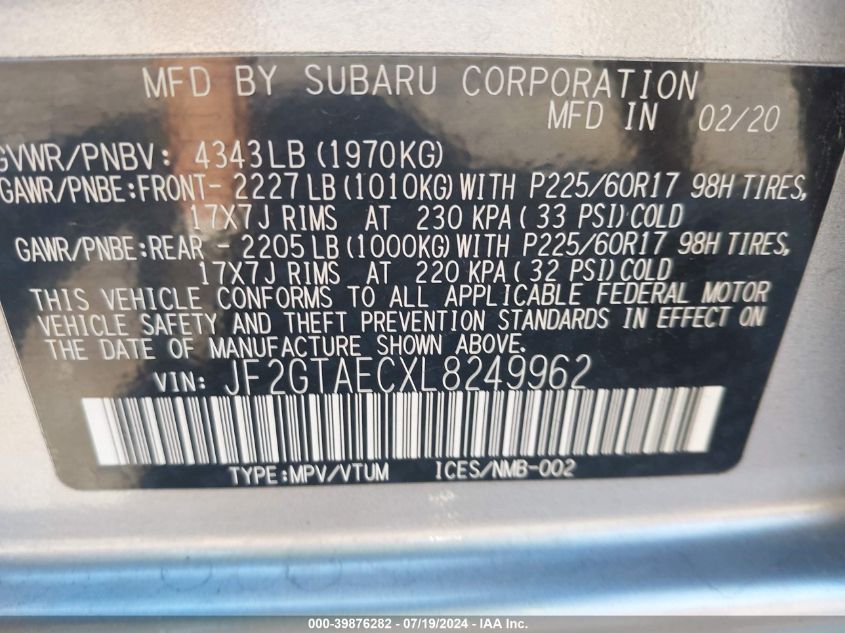 MFD BY SUBARU CORPORATION
MFD IN 02/20
GVWR/PNBV: 4343LB (1970KG)
GAWR/PNBE:FRONT- 2227LB (1010KG) WITH P225/60R17 98H TIRES,
17X7J RIMS AT 230 KPA ( 33 PSI) COLD
GAWR/PNBE:REAR - 2205LB (1000KG) WITH P225/60R17 98H TIRES,
17X7J RIMS AT 220 KPA ( 32 PSI) COLD
THIS VEHICLE CONFORMS TO ALL APPLICABLE FEDERAL MOTOR
VEHICLE SAFETY AND THEFT PREVENTION STANDARDS IN EFFECT ON
THE DATE OF MANUFACTURE SHOWN ABOVE.
VIN: JF2GTAECXL8249962
TYPE:MPV/VTUM ICES/NMB-002
000-39876282 - 07/19/2024 - IAA Inc.